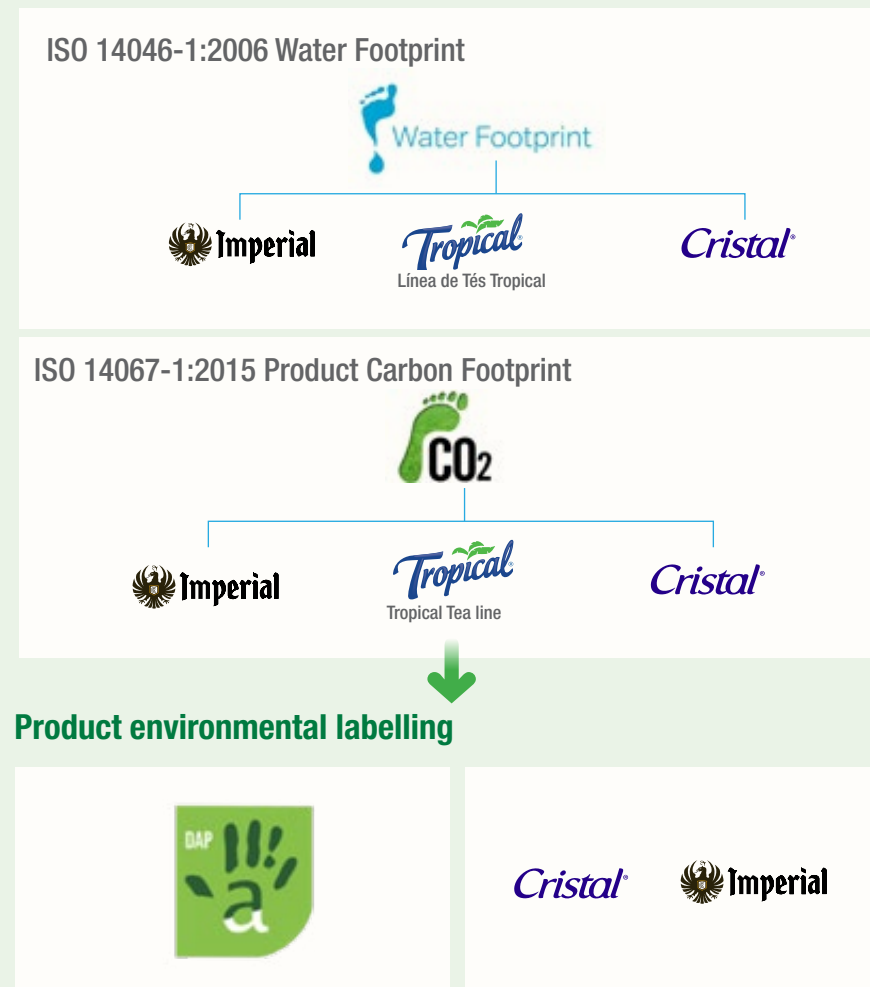 ISO 14046-1:2006 Water Footprint
Water Footprint
Imperial
Tropical
Línea de Tés Tropical
Cristal®
ISO 14067-1:2015 Product Carbon Footprint
CO2
Imperial
Tropical
Tropical Tea line
Cristal®
Product environmental labelling
DAP
a
Cristal®
Imperial